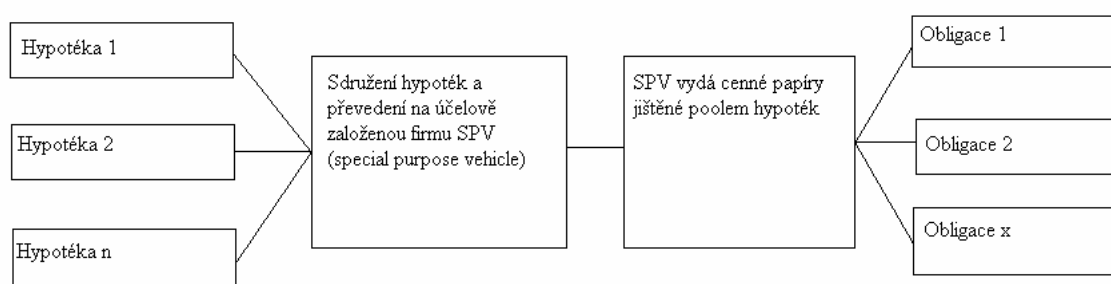 Hypotéka 1
Hypotéka 2
Hypotéka n
Sdružení hypoték a
převedení na účelově
založenou firmu SPV
(special purpose vehicle)
SPV vydá cenné papíry
jištěné poolem hypoték
Obligace 1
Obligace 2
Obligace x